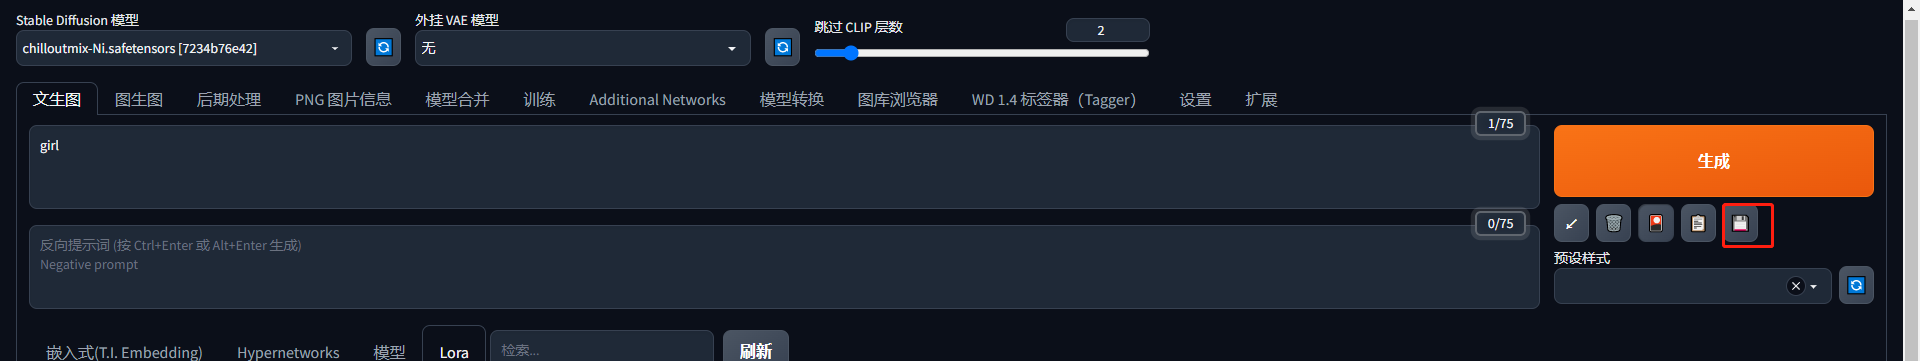 Stable Diffusion 模型
外挂 VAE 模型
跳过 CLIP 层数
2
chilloutmix-Ni.safetensors [7234b76e42]
无
文生图 图生图 后期处理 PNG 图片信息 模型合并 训练 Additional Networks 模型转换 图库浏览器 WD 1.4 标签器（Tagger） 设置 扩展
1/75
girl
生成
0/75
反向提示词 (按 Ctrl+Enter 或 Alt+Enter 生成)
Negative prompt
预设样式
嵌入式(T.I. Embedding) Hypernetworks 模型 Lora 检索... 刷新